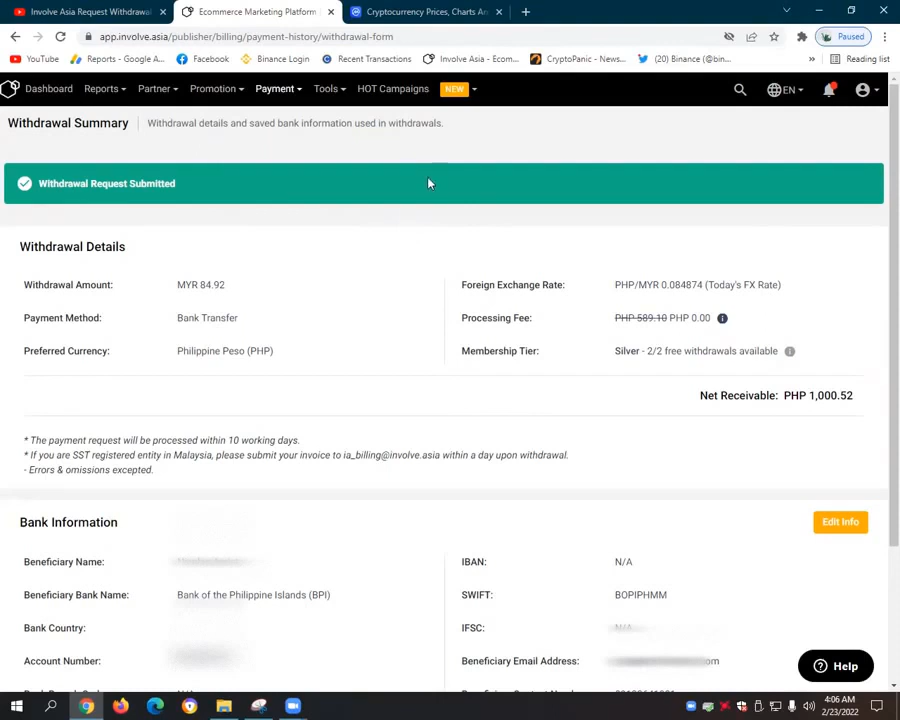 Involve Asia Request Withdrawal
Ecommerce Marketing Platform
Cryptocurrency Prices, Charts An
app.involve.asia/publisher/billing/payment-history/withdrawal-form
Paused
YouTube
Reports - Google A...
Facebook
Binance Login
Recent Transactions
Involve Asia - Ecom...
CryptoPanic - News...
(20) Binance (@bin...
»
Reading list
Dashboard
Reports
Partner
Promotion
Payment
Tools
HOT Campaigns
NEW
EN
Withdrawal Summary
Withdrawal details and saved bank information used in withdrawals.
Withdrawal Request Submitted
Withdrawal Details
Withdrawal Amount: MYR 84.92
Foreign Exchange Rate: PHP/MYR 0.084874 (Today's FX Rate)
Payment Method: Bank Transfer
Processing Fee: PHP 589.10 PHP 0.00
Preferred Currency: Philippine Peso (PHP)
Membership Tier: Silver - 2/2 free withdrawals available
Net Receivable: PHP 1,000.52
* The payment request will be processed within 10 working days.
* If you are SST registered entity in Malaysia, please submit your invoice to ia_billing@involve.asia within a day upon withdrawal.
- Errors & omissions excepted.
Bank Information
Edit Info
Beneficiary Name:
IBAN: N/A
Beneficiary Bank Name: Bank of the Philippine Islands (BPI)
SWIFT: BOPIPHMM
Bank Country:
IFSC:
Account Number:
Beneficiary Email Address: om
Help
4:06 AM
2/23/2022